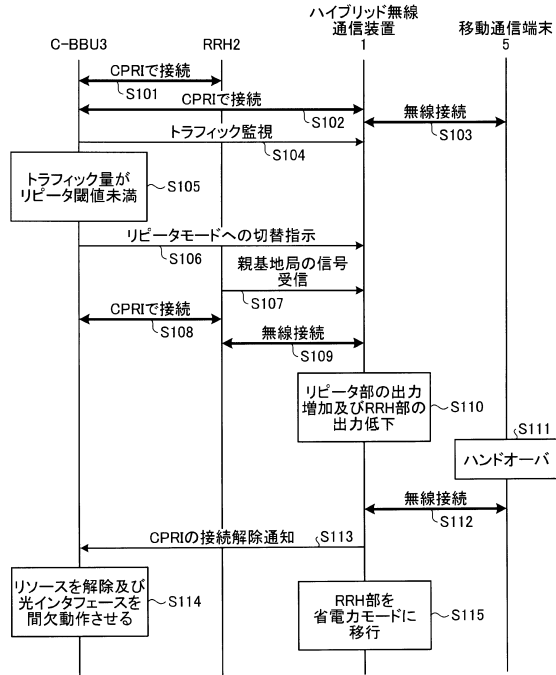 C-BBU3
RRH2
ハイブリッド無線
通信装置
1
移動通信端末
5
CPRIで接続
S101
CPRIで接続
S102
無線接続
S103
トラフィック監視
S104
トラフィック量が
リピータ閾値未満
S105
リピータモードへの切替指示
S106
親基地局の信号
受信
S107
CPRIで接続
S108
無線接続
S109
リピータ部の出力
増加及びRRH部の
出力低下
S110
S111
ハンドオーバ
無線接続
S112
CPRIの接続解除通知
S113
リソースを解除及び
光インタフェースを
間欠動作させる
S114
RRH部を
省電力モードに
移行
S115